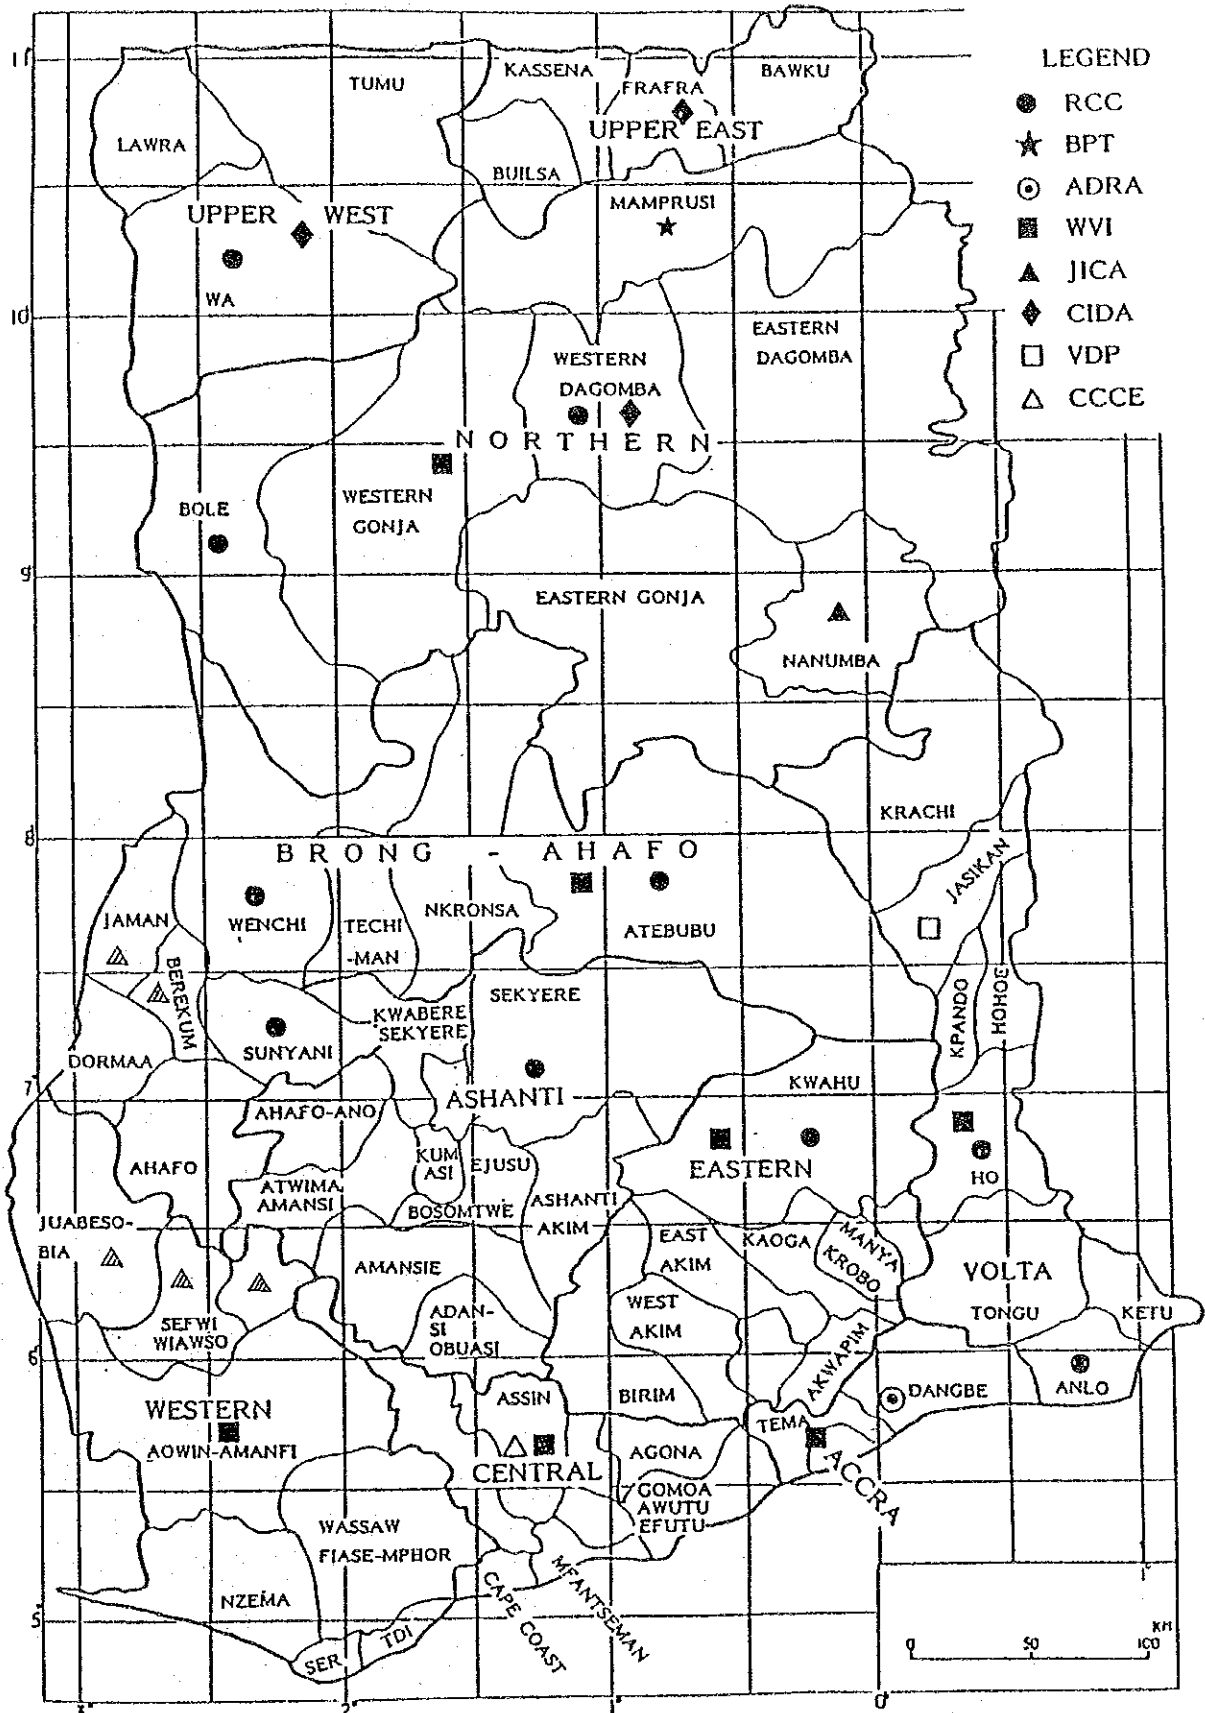 11°
TUMU
KASSENA
FRAFRA
BAWKU
LAWRA
UPPER EAST
BUILSA
MAMPRUSI
UPPER WEST
WA
10°
EASTERN
DAGOMBA
WESTERN
DAGOMBA
NORTHERN
WESTERN
GONJA
BOLE
9°
EASTERN GONJA
NANUMBA
KRACHI
8°
BRONG - AHAFO
JASIKAN
JAMAN
WENCHI
TECHI
-MAN
NKRONSA
ATEBUBU
BEREKUM
SEKYERE
KWABERE
SEKYERE
KPANDO
HOHOE
DORMAA
SUNYANI
7°
KWAHU
AHAFO-ANO
ASHANTI
KUM
ASI
EJUSU
EASTERN
HO
AHAFO
ATWIMA
AMANSI
BOSOMTWE
ASHANTI
AKIM
JUABESO-
BIA
EAST
AKIM
KAOGA
MANYA
KROBO
AMANSIE
VOLTA
TONGU
KETU
ADAN-
SI
OBUASI
WEST
AKIM
SEFWI
WIAWSO
AKWAPIM
6°
ASSIN
BIRIM
DANGBE
ANLO
WESTERN
AOWIN-AMANFI
TEMA
AGONA
ACCRA
CENTRAL
GOMOA
AWUTU
EFUTU
WASSAW
FIASE-MPHOR
NZEMA
CAPE COAST
MFANTSEMAN
5°
SER
TDI
3°
2°
1°
0°
LEGEND
RCC
BPT
ADRA
WVI
JICA
CIDA
VDP
CCCE
KM
0 50 100